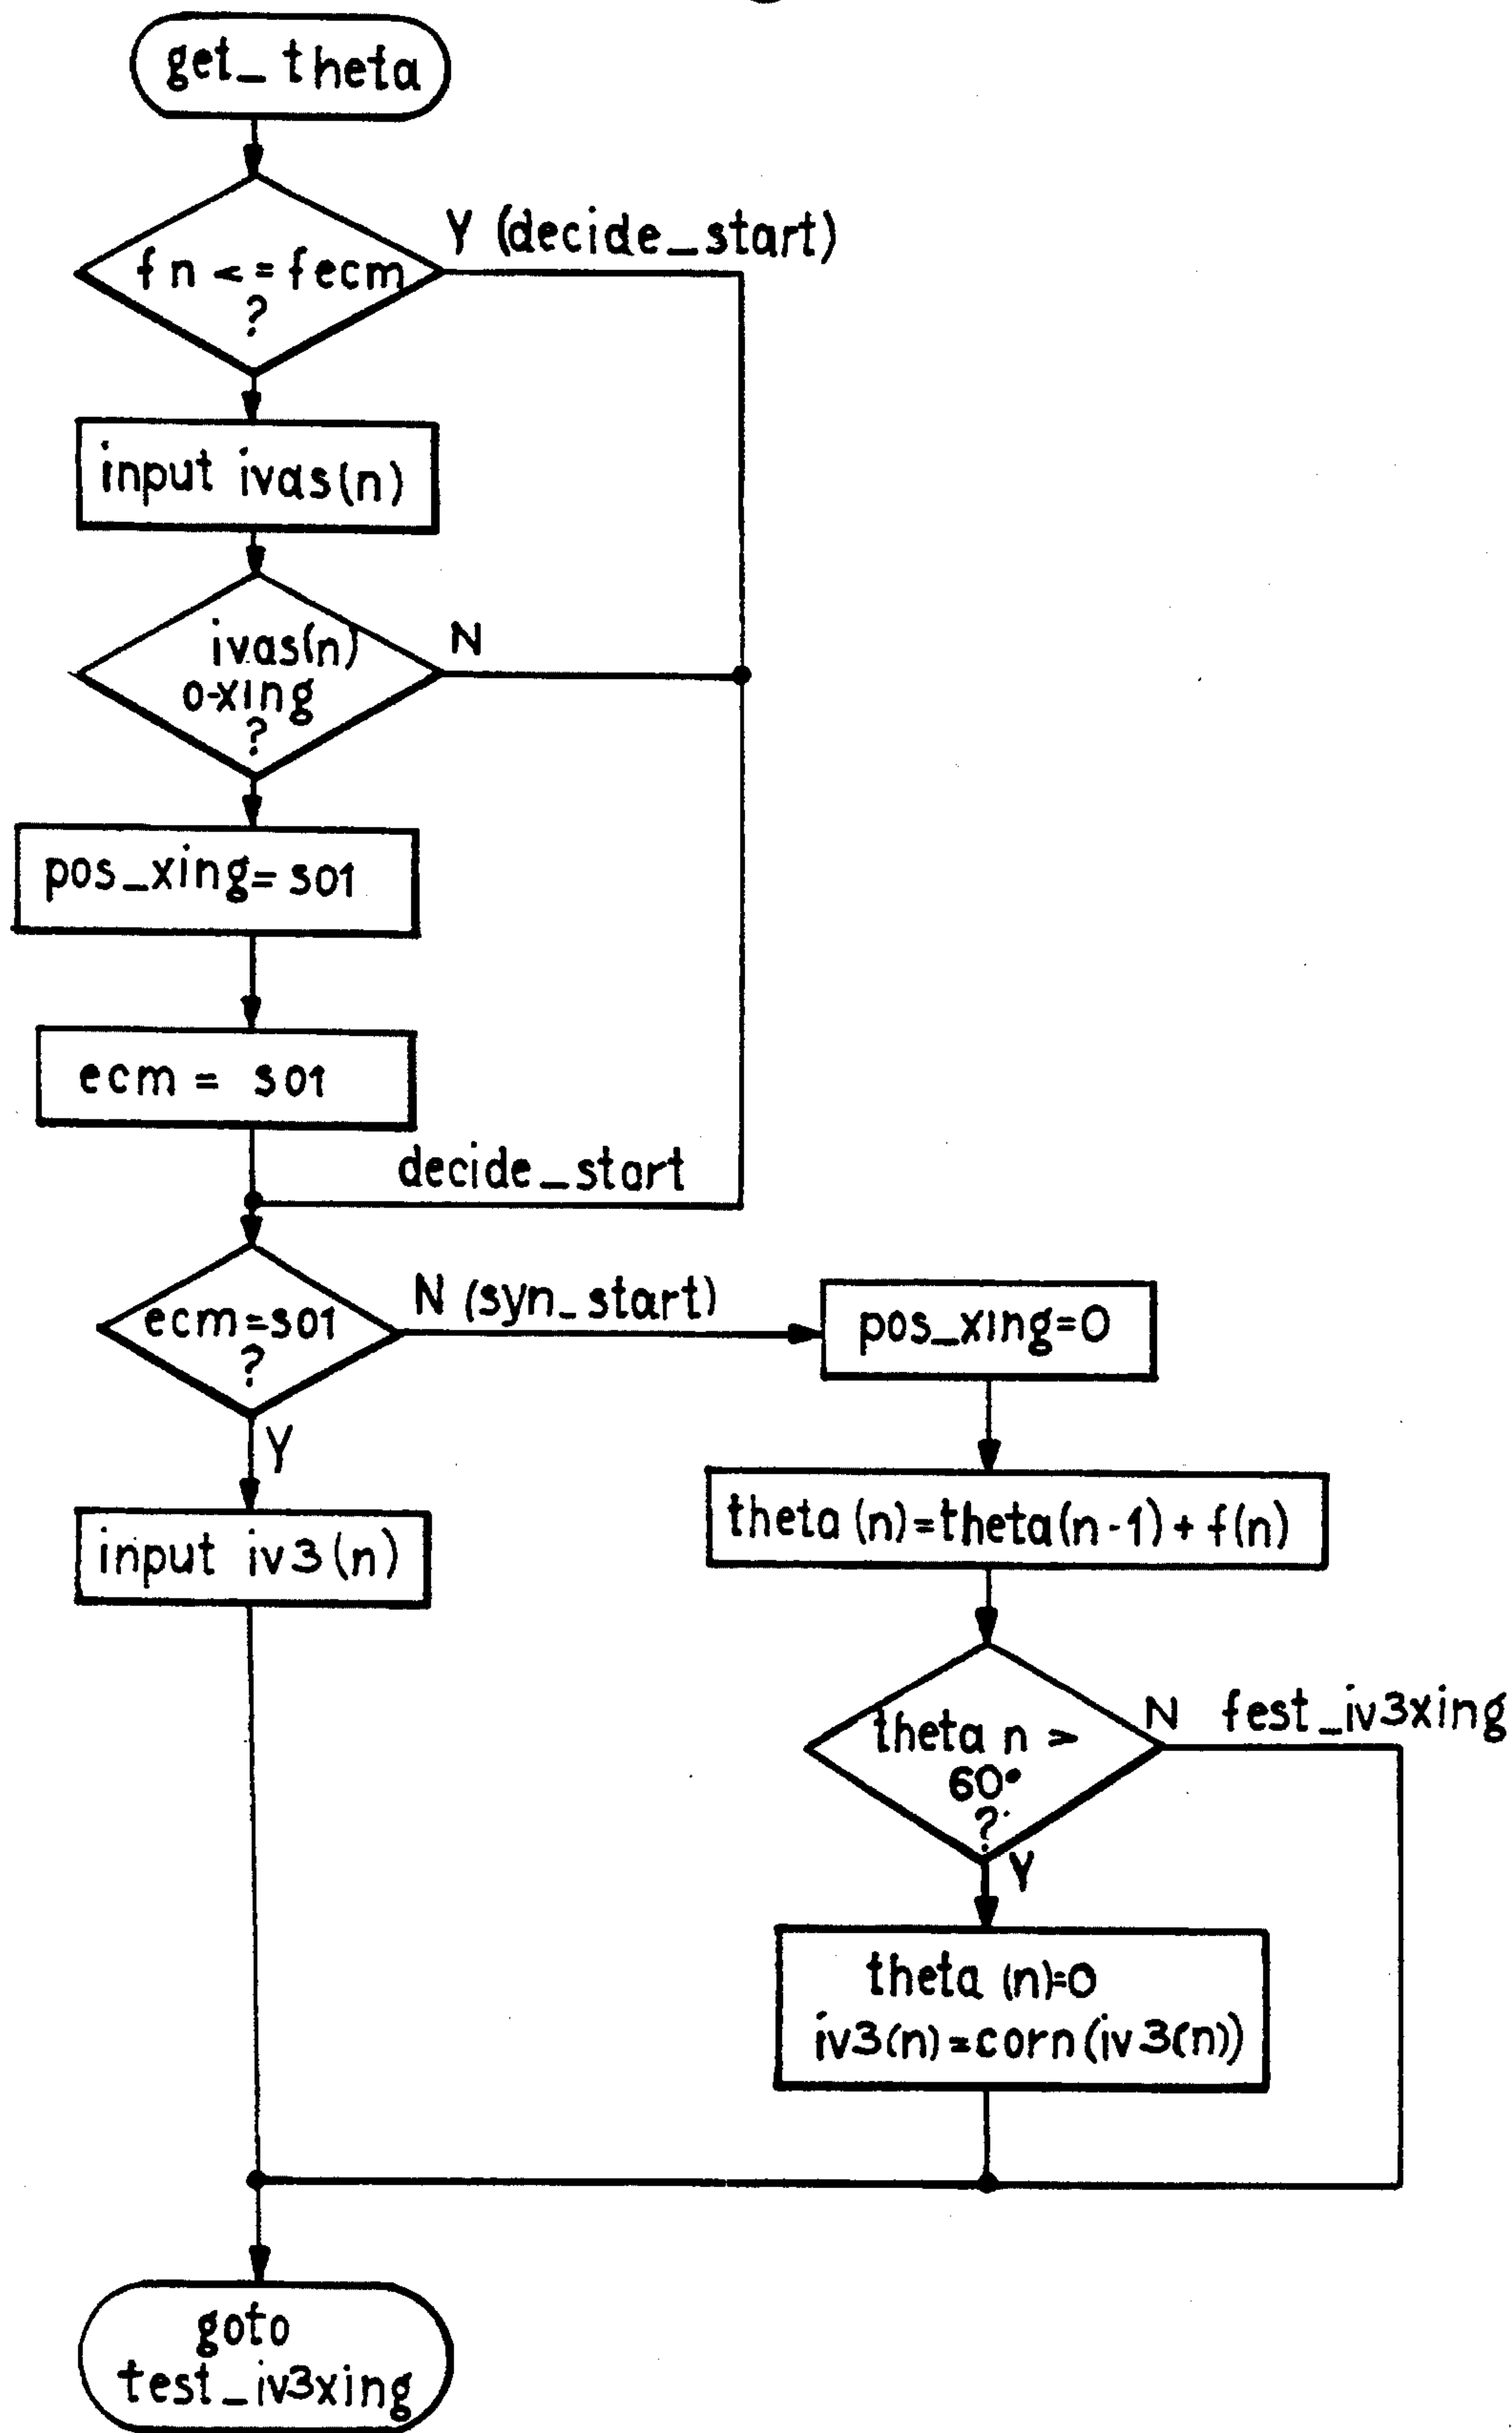 get_theta
Y (decide_start)
fn <= fecm
?
input ivas(n)
ivas(n)
N
0-xing
?
pos_xing=s01
ecm = s01
decide_start
N (syn_start)
ecm=s01
?
pos_xing=0
Y
input iv3(n)
theta(n)=theta(n-1)+f(n)
N fest_iv3xing
theta n >
60°
?
Y
theta (n)=0
iv3(n)=corn(iv3(n))
goto
test_iv3xing